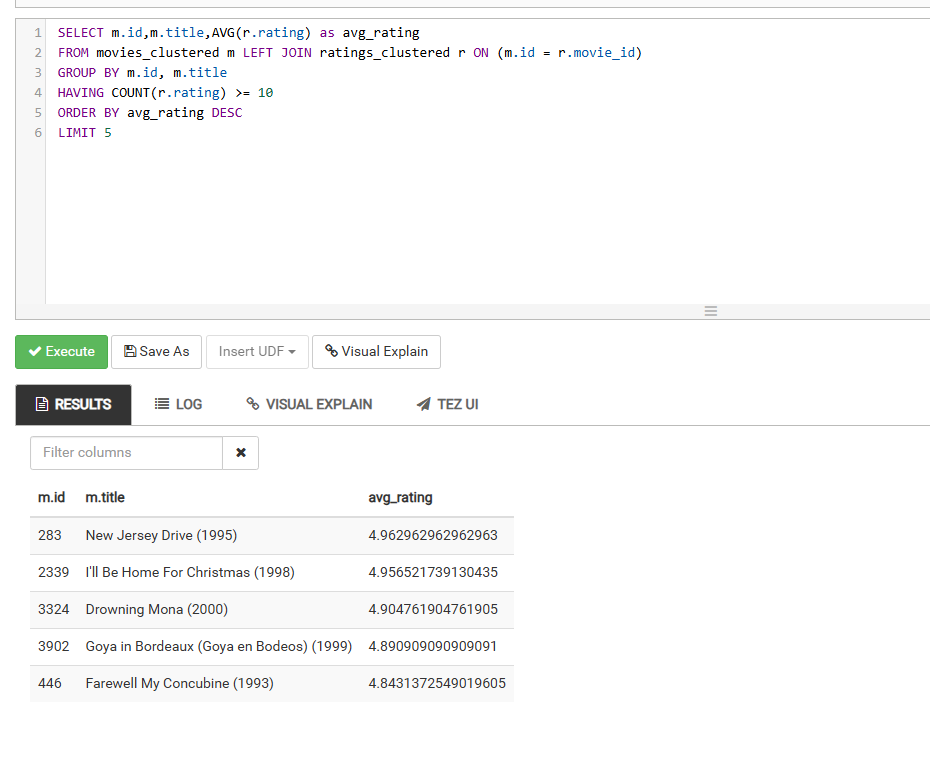 1 SELECT m.id,m.title,AVG(r.rating) as avg_rating
2 FROM movies_clustered m LEFT JOIN ratings_clustered r ON (m.id = r.movie_id)
3 GROUP BY m.id, m.title
4 HAVING COUNT(r.rating) >= 10
5 ORDER BY avg_rating DESC
6 LIMIT 5
Execute Save As Insert UDF Visual Explain
RESULTS LOG VISUAL EXPLAIN TEZ UI
Filter columns
m.id m.title avg_rating
283 New Jersey Drive (1995) 4.962962962962963
2339 I'll Be Home For Christmas (1998) 4.956521739130435
3324 Drowning Mona (2000) 4.904761904761905
3902 Goya in Bordeaux (Goya en Bodeos) (1999) 4.890909090909091
446 Farewell My Concubine (1993) 4.8431372549019605